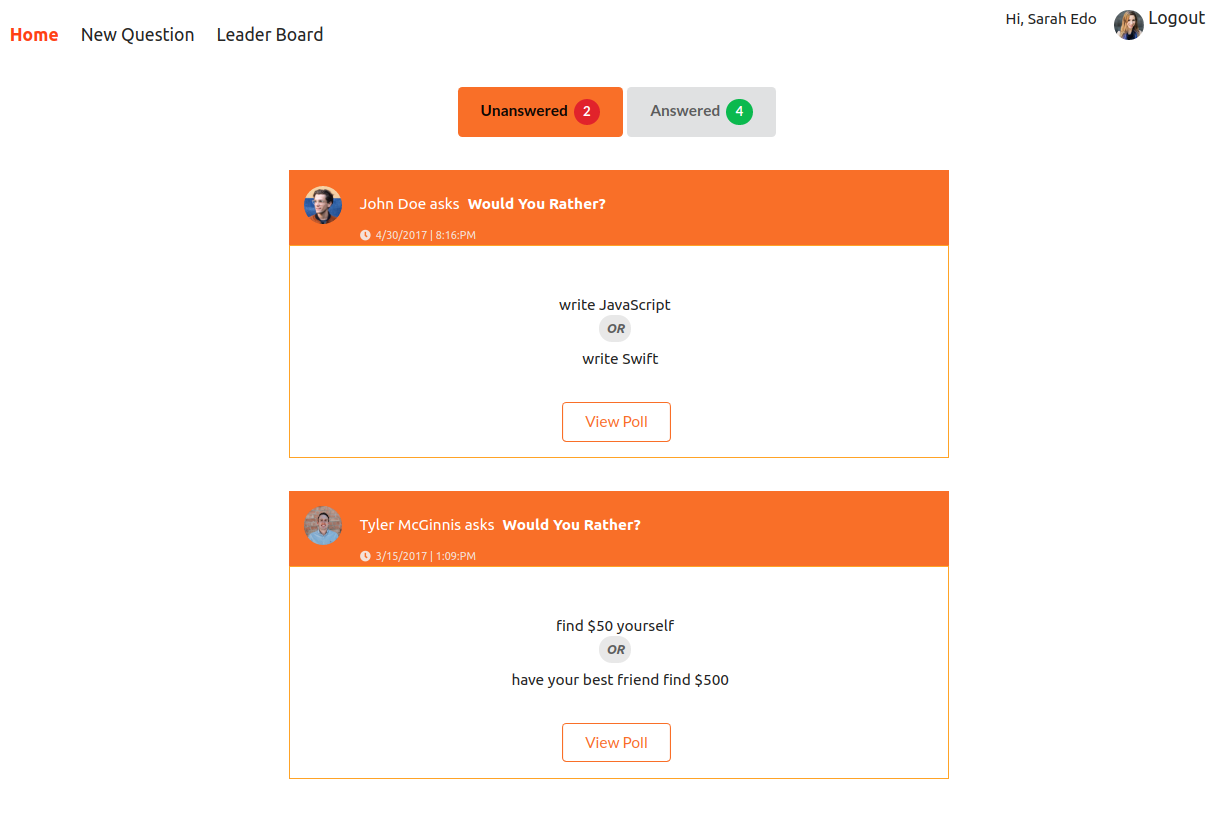 Home New Question Leader Board Hi, Sarah Edo Logout
Unanswered 2 Answered 4
John Doe asks Would You Rather?
4/30/2017 | 8:16:PM
write JavaScript
OR
write Swift
View Poll
Tyler McGinnis asks Would You Rather?
3/15/2017 | 1:09:PM
find $50 yourself
OR
have your best friend find $500
View Poll